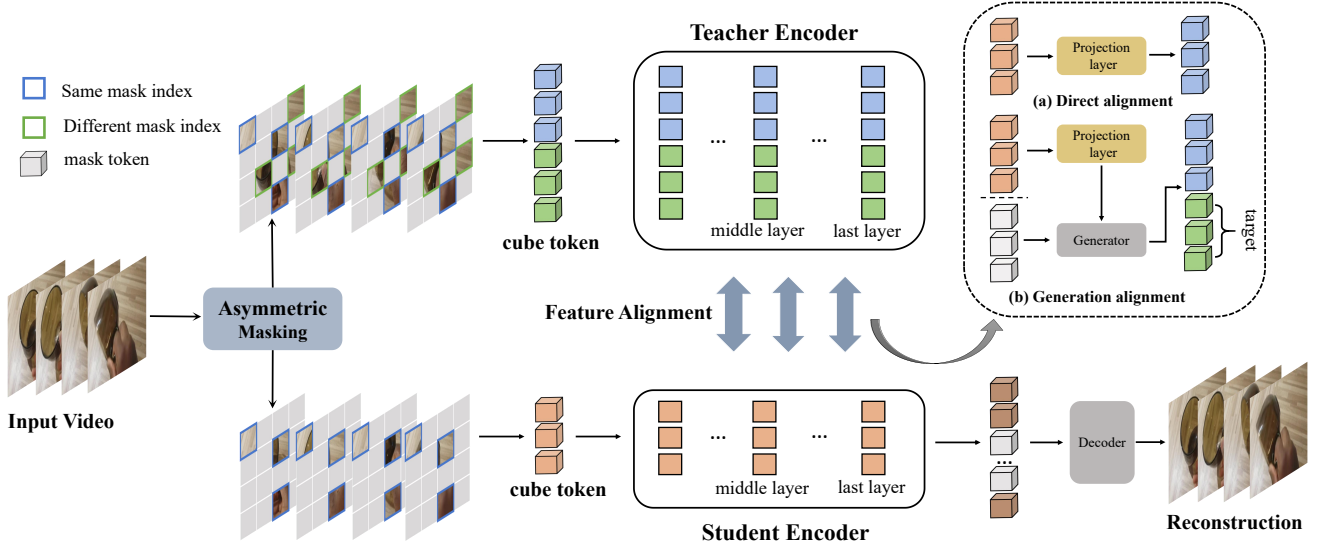 Teacher Encoder
Same mask index
Different mask index
mask token
cube token
...
...
middle layer
last layer
Projection
layer
(a) Direct alignment
Projection
layer
Generator
target
(b) Generation alignment
Asymmetric
Masking
Feature Alignment
Input Video
cube token
...
...
middle layer
last layer
Student Encoder
...
Decoder
Reconstruction